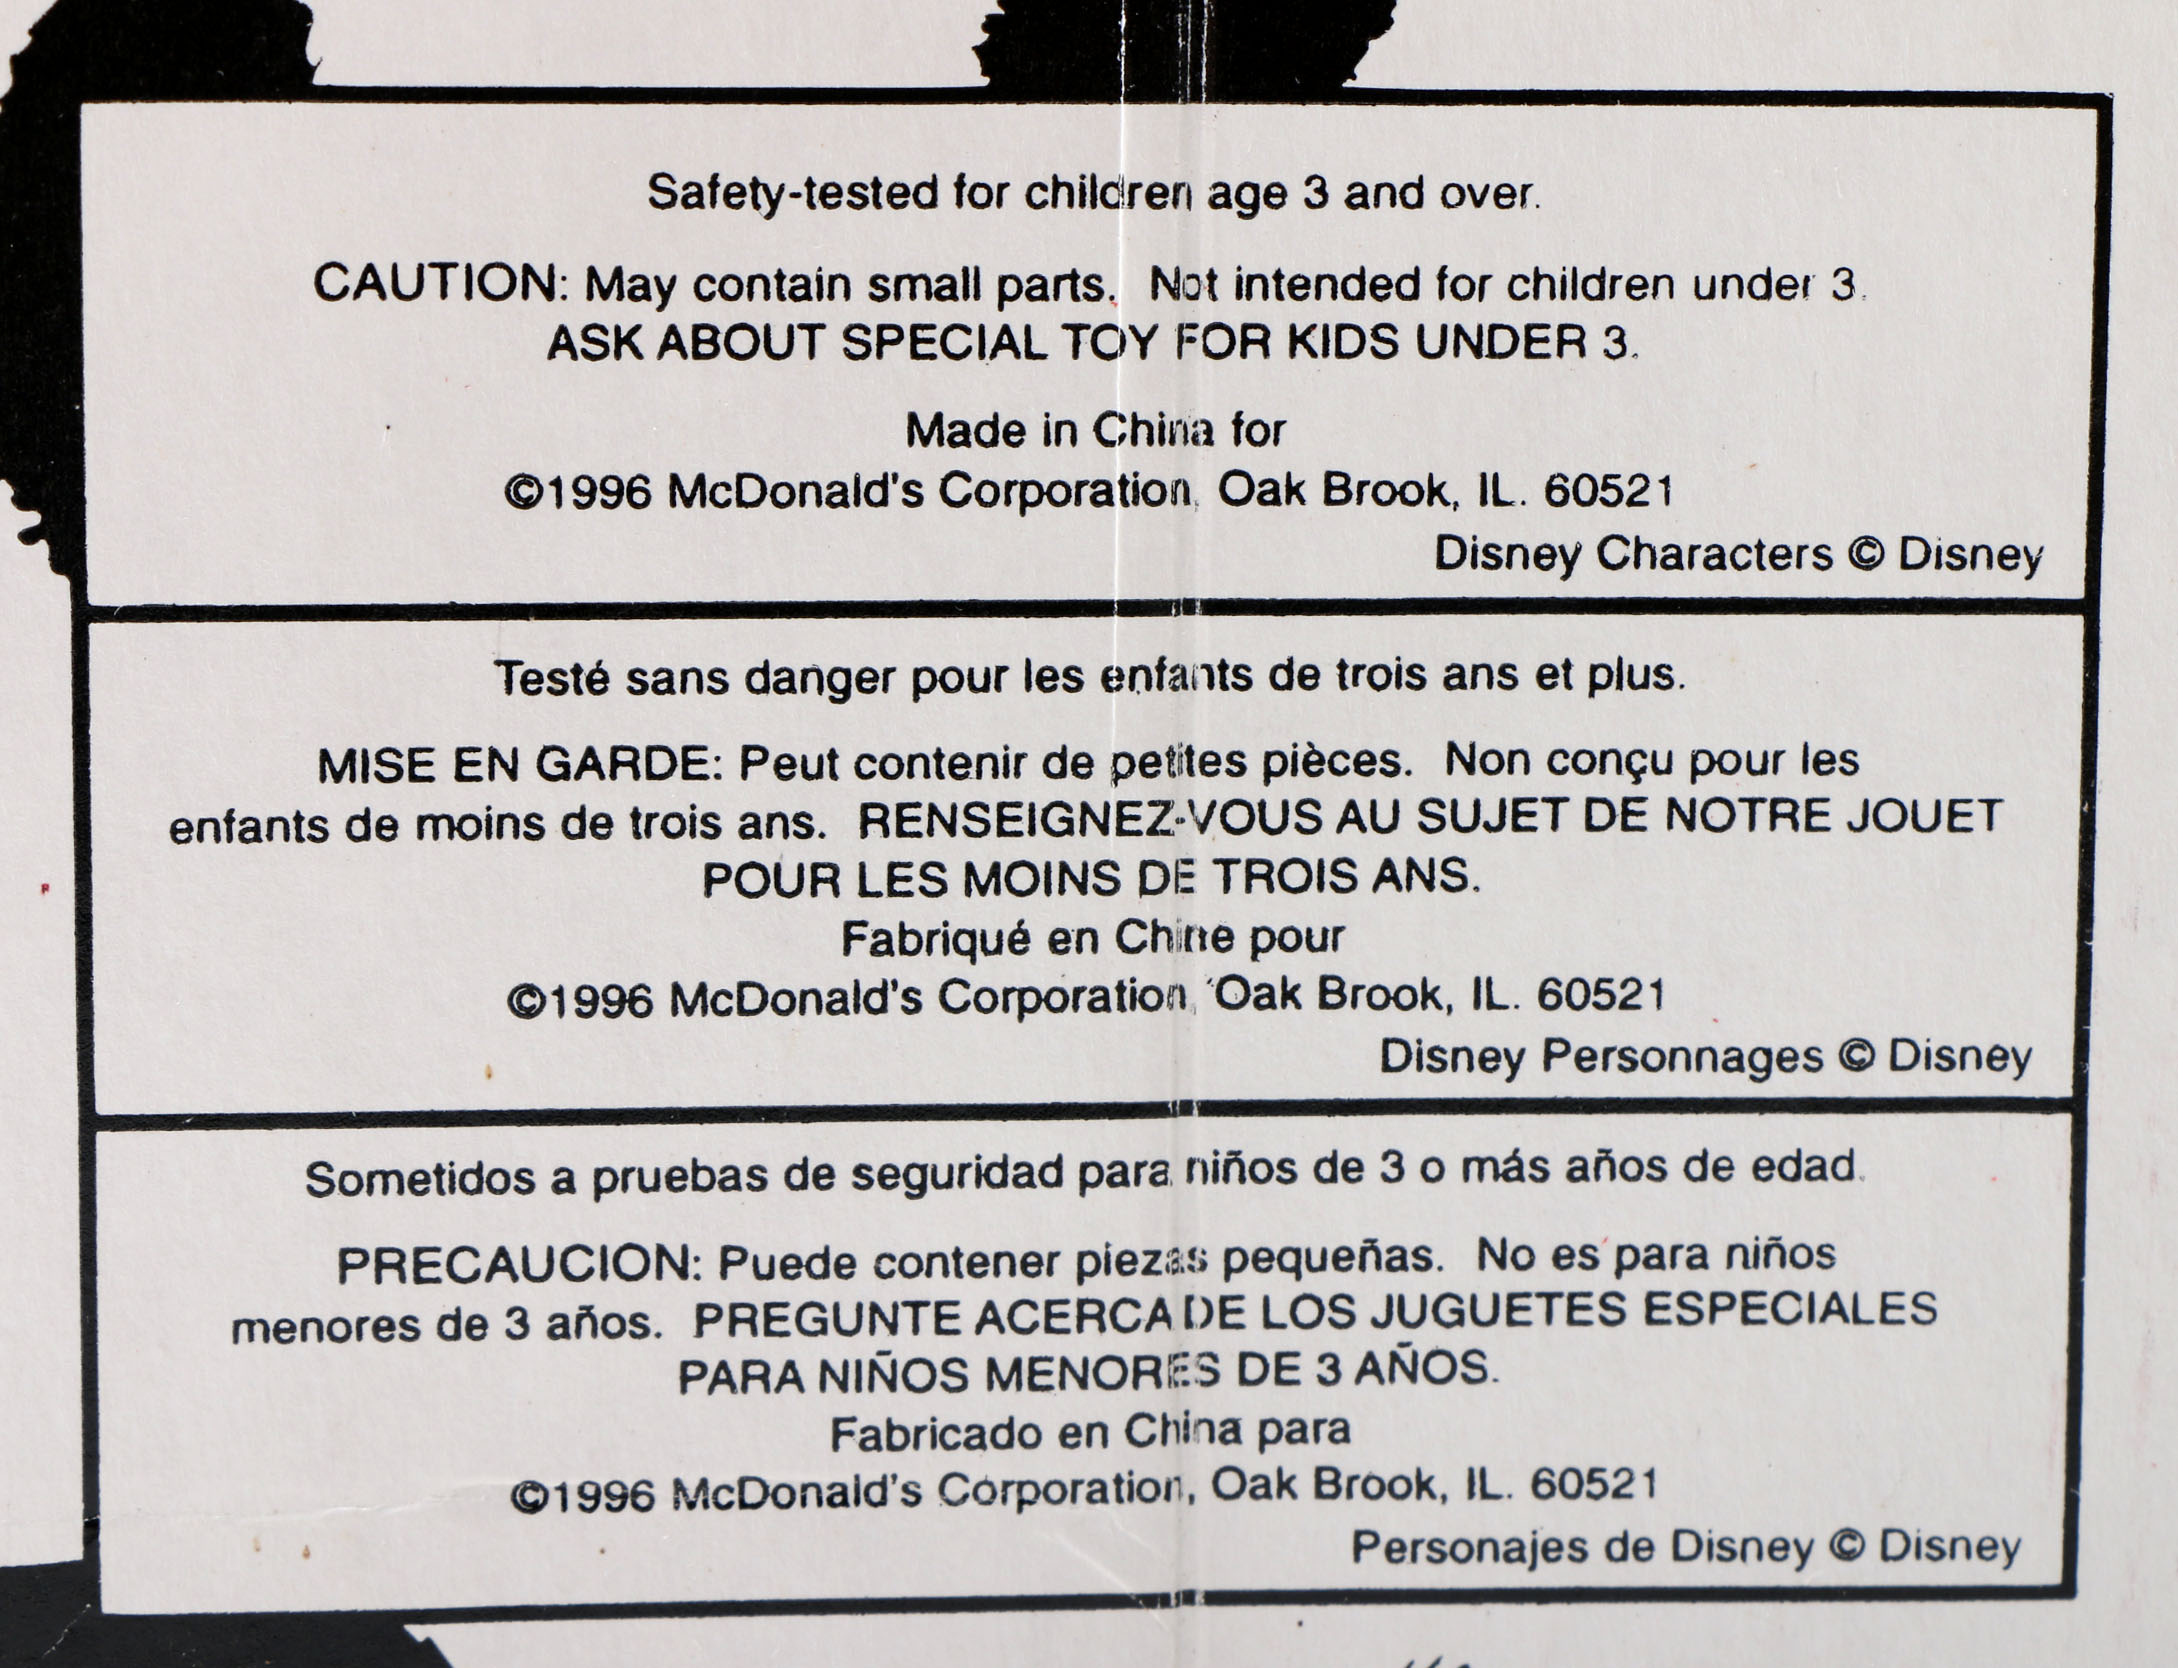 Safety-tested for children age 3 and over.
CAUTION: May contain small parts. Not intended for children under 3.
ASK ABOUT SPECIAL TOY FOR KIDS UNDER 3.
Made in China for
©1996 McDonald's Corporation, Oak Brook, IL. 60521
Disney Characters © Disney
Testé sans danger pour les enfants de trois ans et plus.
MISE EN GARDE: Peut contenir de petites pièces. Non conçu pour les
enfants de moins de trois ans. RENSEIGNEZ-VOUS AU SUJET DE NOTRE JOUET
POUR LES MOINS DE TROIS ANS.
Fabriqué en Chine pour
©1996 McDonald's Corporation, Oak Brook, IL. 60521
Disney Personnages © Disney
Sometidos a pruebas de seguridad para niños de 3 o más años de edad.
PRECAUCION: Puede contener piezas pequeñas. No es para niños
menores de 3 años. PREGUNTE ACERCA DE LOS JUGUETES ESPECIALES
PARA NIÑOS MENORES DE 3 AÑOS.
Fabricado en China para
©1996 McDonald's Corporation, Oak Brook, IL. 60521
Personajes de Disney © Disney